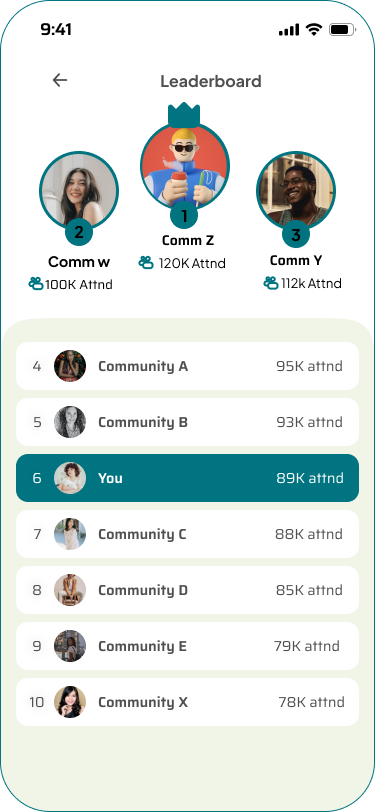 9:41
Leaderboard
1
2
3
Comm Z
Comm w
Comm Y
120K Attnd
100K Attnd
112k Attnd
4 Community A 95K attnd
5 Community B 93K attnd
6 You 89K attnd
7 Community C 88K attnd
8 Community D 85K attnd
9 Community E 79K attnd
10 Community X 78K attnd